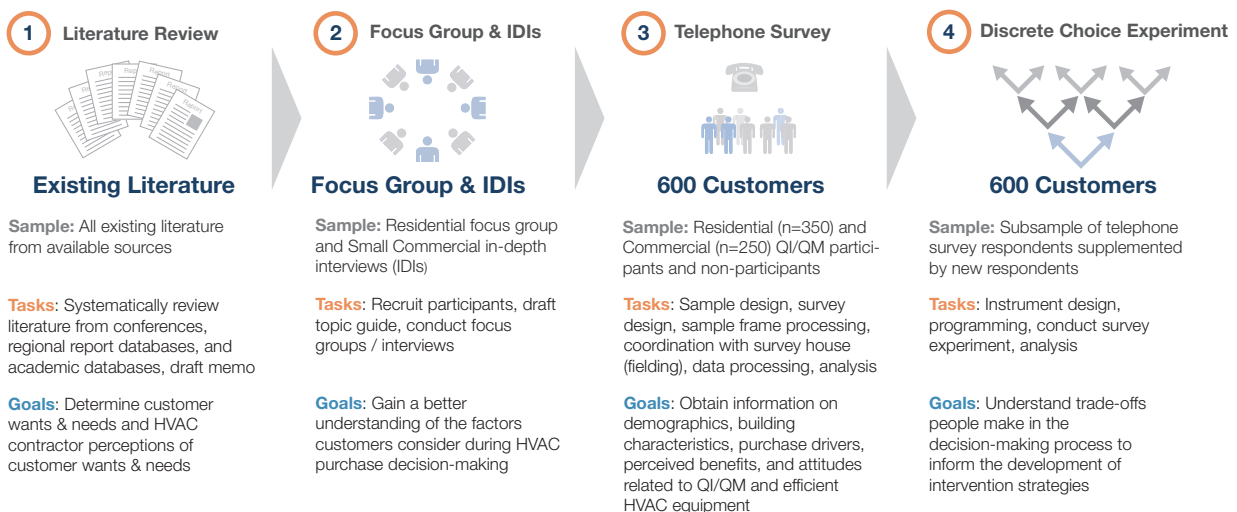 1 Literature Review
Report Report Report Report Report Report
Existing Literature
Sample: All existing literature
from available sources
Tasks: Systematically review
literature from conferences,
regional report databases, and
academic databases, draft memo
Goals: Determine customer
wants & needs and HVAC
contractor perceptions of
customer wants & needs
2 Focus Group & IDIs
Focus Group & IDIs
Sample: Residential focus group
and Small Commercial in-depth
interviews (IDIs)
Tasks: Recruit participants, draft
topic guide, conduct focus
groups / interviews
Goals: Gain a better
understanding of the factors
customers consider during HVAC
purchase decision-making
3 Telephone Survey
600 Customers
Sample: Residential (n=350) and
Commercial (n=250) QI/QM partici-
pants and non-participants
Tasks: Sample design, survey
design, sample frame processing,
coordination with survey house
(fielding), data processing, analysis
Goals: Obtain information on
demographics, building
characteristics, purchase drivers,
perceived benefits, and attitudes
related to QI/QM and efficient
HVAC equipment
4 Discrete Choice Experiment
600 Customers
Sample: Subsample of telephone
survey respondents supplemented
by new respondents
Tasks: Instrument design,
programming, conduct survey
experiment, analysis
Goals: Understand trade-offs
people make in the
decision-making process to
inform the development of
intervention strategies